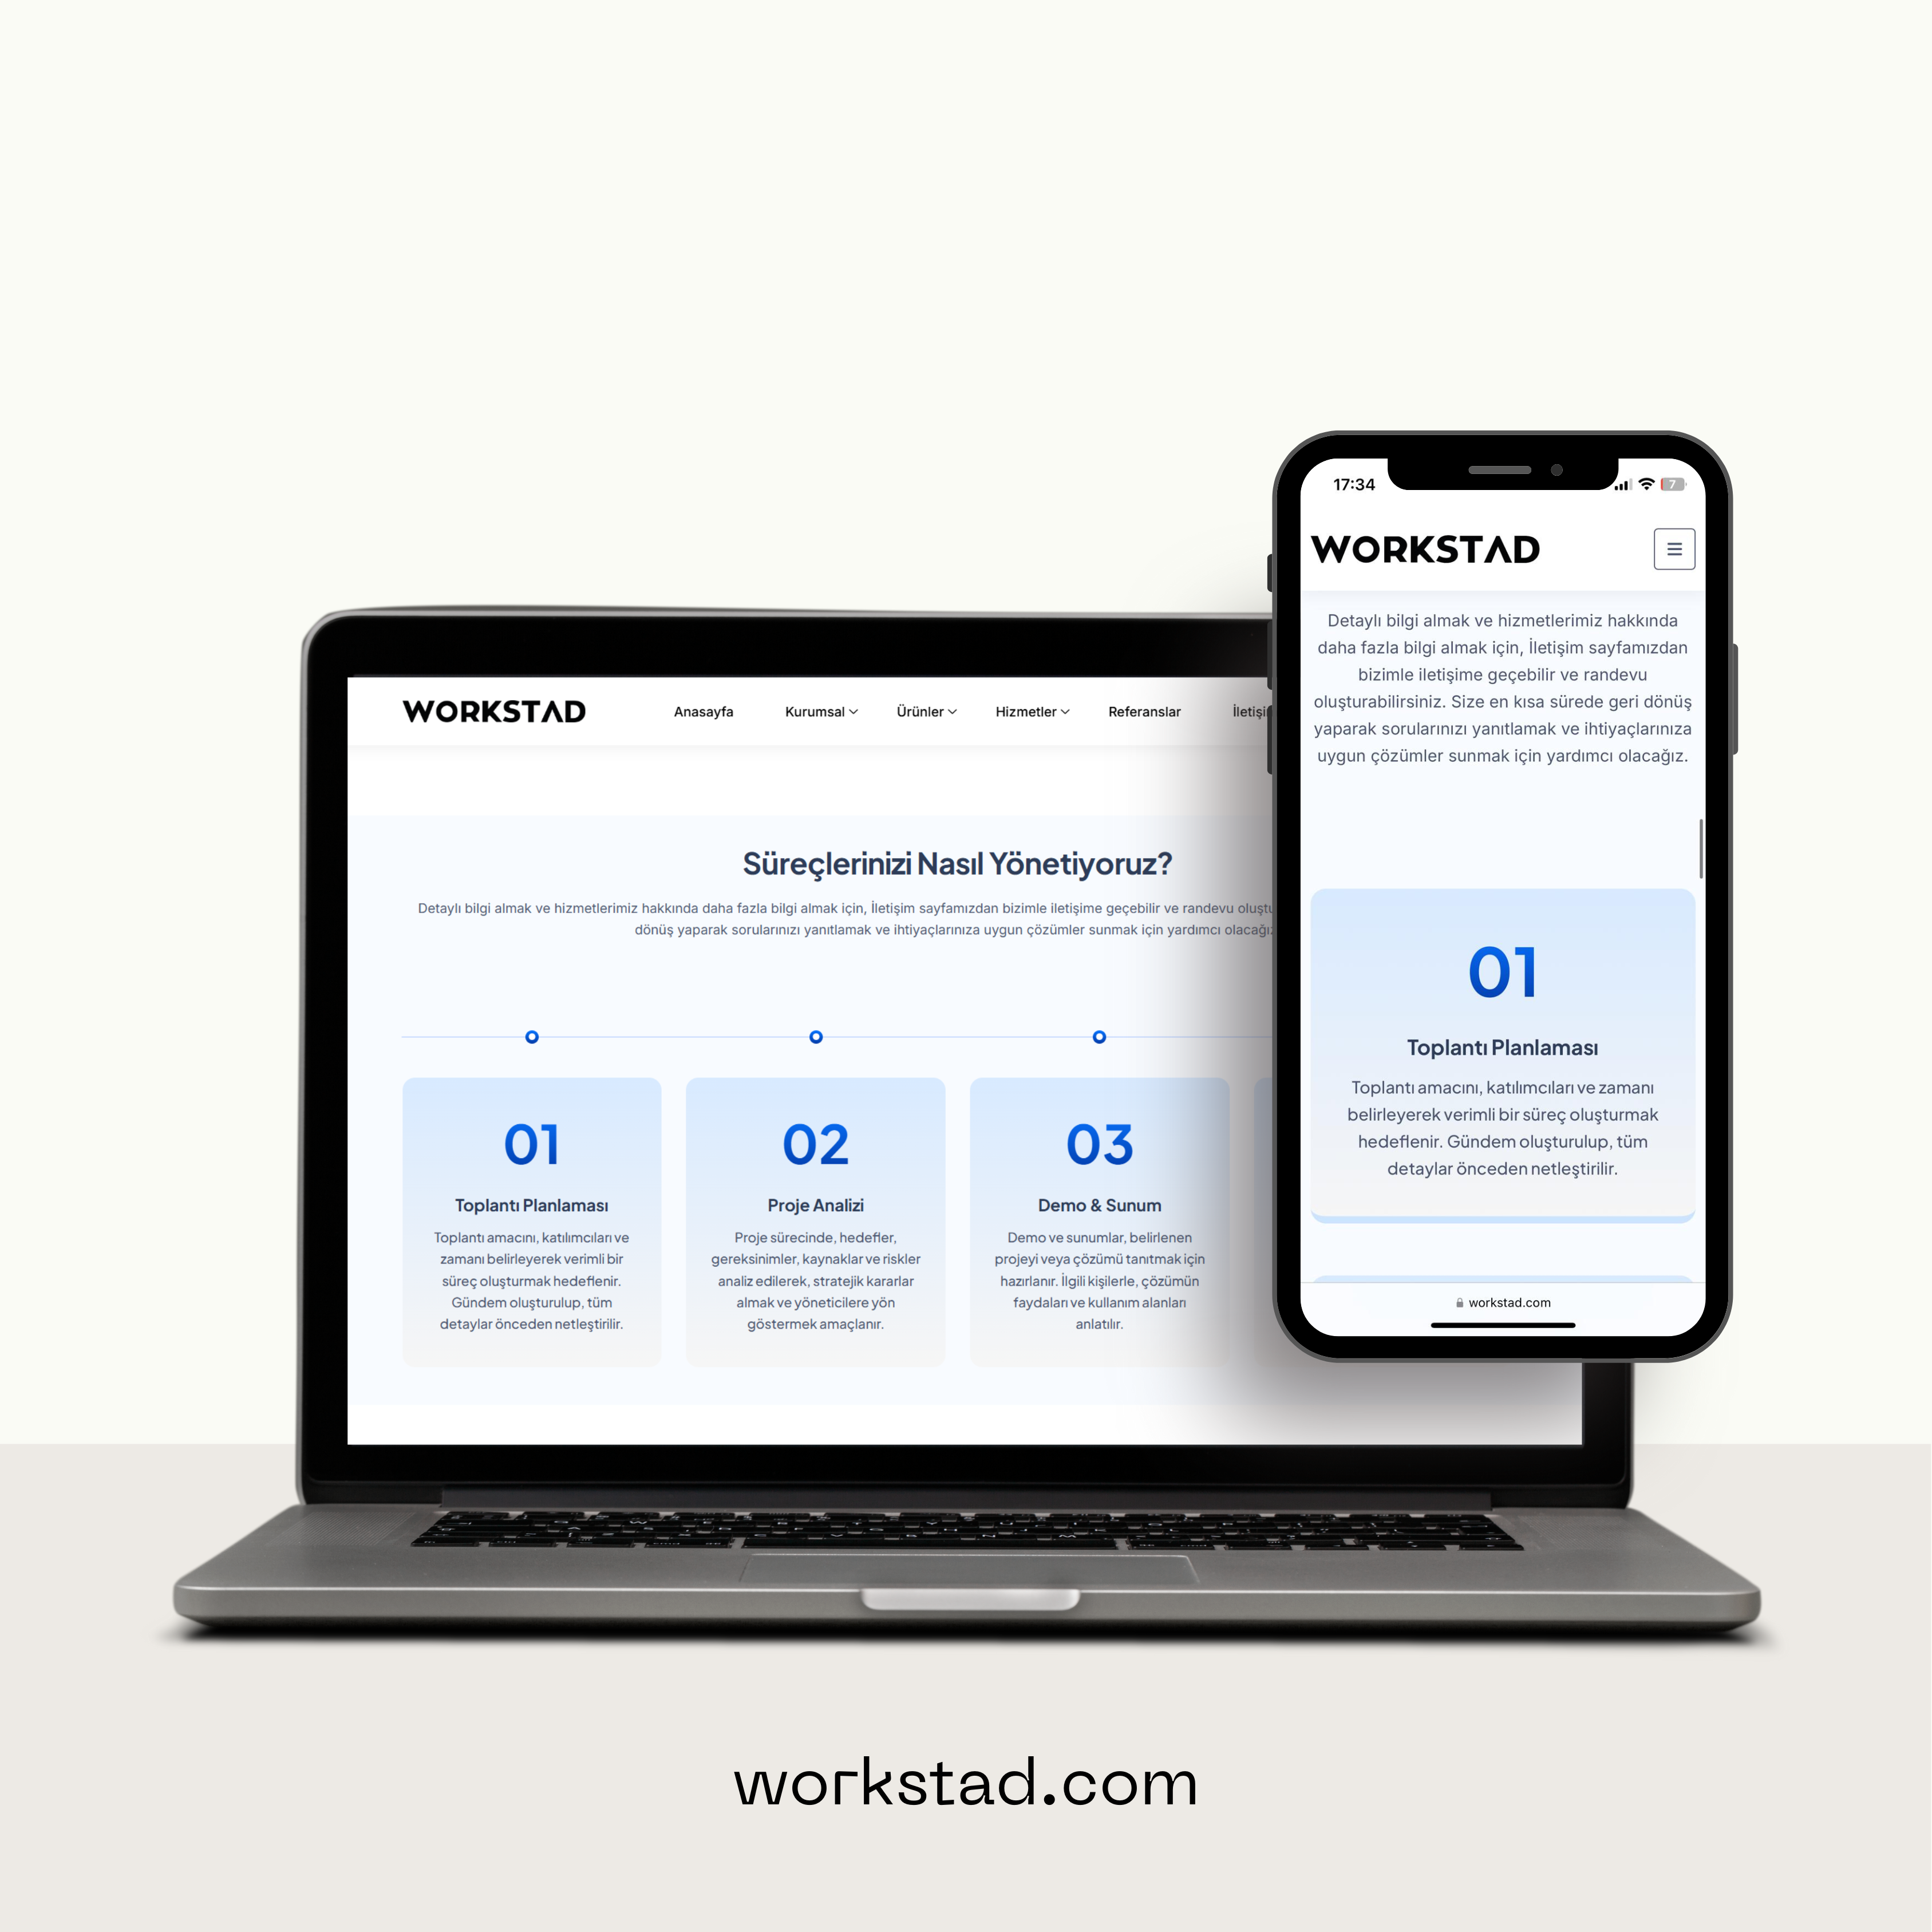 WORKSTAD
Anasayfa
Kurumsal
Ürünler
Hizmetler
Referanslar
Süreçlerinizi Nasıl Yönetiyoruz?
Detaylı bilgi almak ve hizmetlerimiz hakkında daha fazla bilgi almak için, İletişim sayfamızdan bizimle iletişime geçebilir ve randevu
dönüş yaparak sorularınızı yanıtlamak ve ihtiyaçlarınıza uygun çözümler sunmak için yardımcı
01
Toplantı Planlaması
Toplantı amacını, katılımcıları ve
zamanı belirleyerek verimli bir
süreç oluşturmak hedeflenir.
Gündem oluşturulup, tüm
detaylar önceden netleştirilir.
02
Proje Analizi
Proje sürecinde, hedefler,
gereksinimler, kaynaklar ve riskler
analiz edilerek, stratejik kararlar
almak ve yöneticilere yön
göstermek amaçlanır.
03
Demo & Sunum
Demo ve sunumlar, belirlenen
projeyi veya çözümü tanıtmak için
hazırlanır. İlgili kişilerle, çözümün
faydaları ve kullanım alanları
anlatılır.
17:34
7
WORKSTAD
Detaylı bilgi almak ve hizmetlerimiz hakkında
daha fazla bilgi almak için, İletişim sayfamızdan
bizimle iletişime geçebilir ve randevu
oluşturabilirsiniz. Size en kısa sürede geri dönüş
yaparak sorularınızı yanıtlamak ve ihtiyaçlarınıza
uygun çözümler sunmak için yardımcı olacağız.
01
Toplantı Planlaması
Toplantı amacını, katılımcıları ve zamanı
belirleyerek verimli bir süreç oluşturmak
hedeflenir. Gündem oluşturulup, tüm
detaylar önceden netleştirilir.
workstad.com
workstad.com